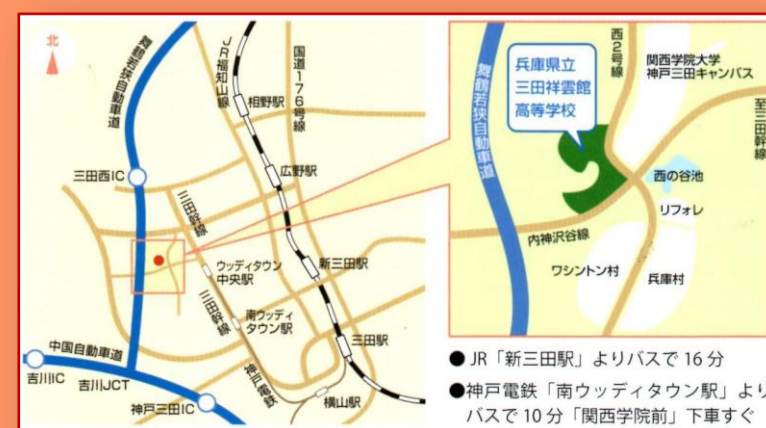 北
舞鶴若狭自動車道
JR福知山線
国道176号線
相野駅
広野駅
三田西IC
三田幹線
ウッディタウン
中央駅
新三田駅
三田幹線
南ウッディ
タウン駅
三田駅
中国自動車道
神戸電鉄
吉川IC
吉川JCT
神戸三田IC
横山駅
舞鶴若狭自動車道
兵庫県立
三田祥雲館
高等学校
西2号線
関西学院大学
神戸三田キャンパス
至三田幹線
西の谷池
リフォレ
内神沢谷線
ワシントン村
兵庫村
● JR「新三田駅」よりバスで 16 分
●神戸電鉄「南ウッディタウン駅」より
バスで 10 分「関西学院前」下車すぐ